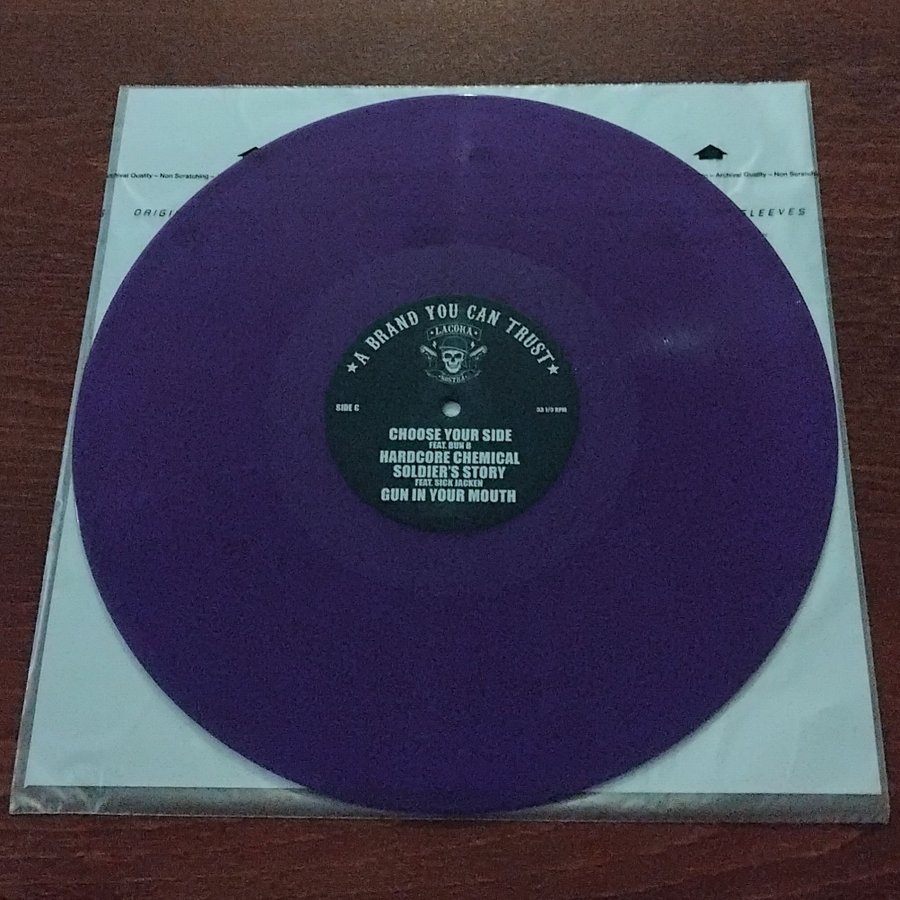 Archival Quality – Non Scratching –
– Archival Quality – Non Scratch
ORIGI
SLEEVES
★ A BRAND YOU CAN TRUST ★
LACOKA
NOSTRA
SIDE C
33 1/3 RPM
CHOOSE YOUR SIDE
FEAT. BUN B
HARDCORE CHEMICAL
SOLDIER'S STORY
FEAT. SICK JACKEN
GUN IN YOUR MOUTH